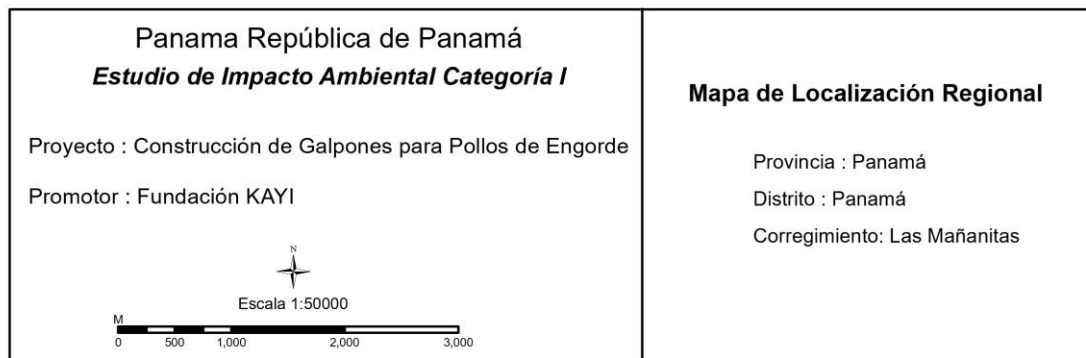 Panama República de Panamá
Estudio de Impacto Ambiental Categoría I
Proyecto : Construcción de Galpones para Pollos de Engorde
Promotor : Fundación KAYI
N
Escala 1:50000
M
0 500 1,000 2,000 3,000
Mapa de Localización Regional
Provincia : Panamá
Distrito : Panamá
Corregimiento: Las Mañanitas